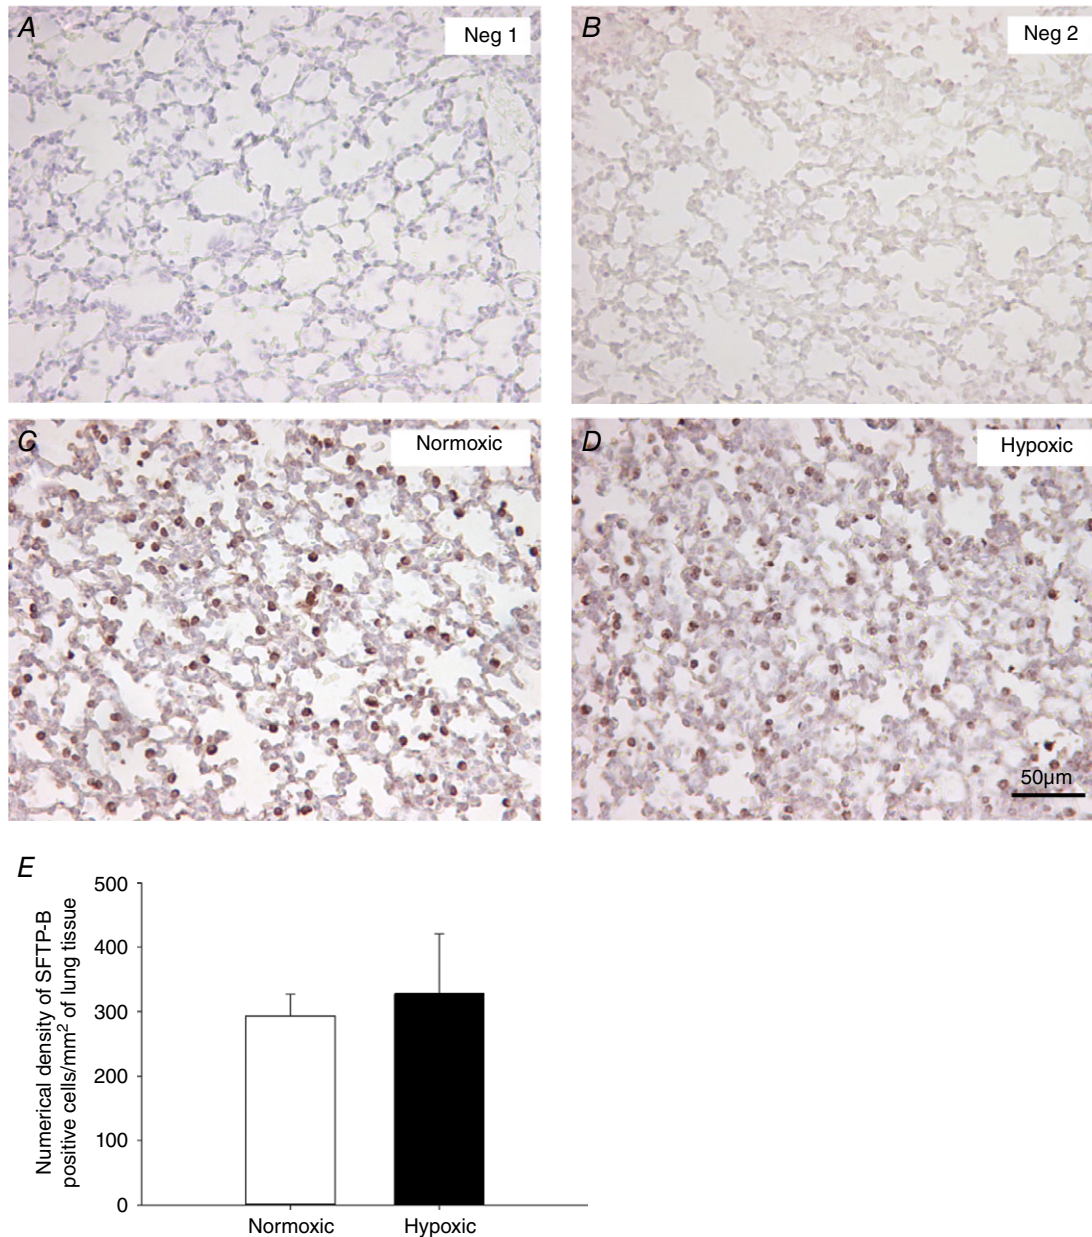 A
Neg 1
B
Neg 2
C
Normoxic
D
Hypoxic
50μm
E
Numerical density of SFTP-B
positive cells/mm² of lung tissue
500
400
300
200
100
0
Normoxic
Hypoxic